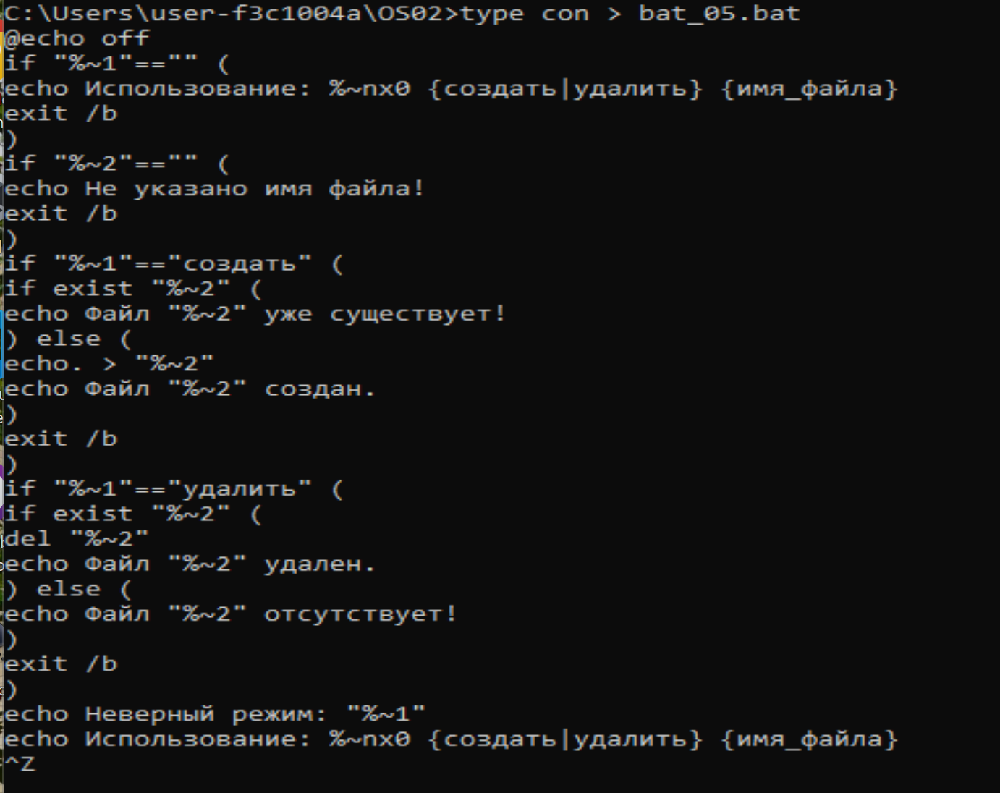 C:\Users\user-f3c1004a\OS02>type con > bat_05.bat
@echo off
if "%~1"=="" (
echo Использование: %~nx0 {создать|удалить} {имя_файла}
exit /b
)
if "%~2"=="" (
echo Не указано имя файла!
exit /b
)
if "%~1"=="создать" (
if exist "%~2" (
echo Файл "%~2" уже существует!
) else (
echo. > "%~2"
echo Файл "%~2" создан.
)
exit /b
)
if "%~1"=="удалить" (
if exist "%~2" (
del "%~2"
echo Файл "%~2" удален.
) else (
echo Файл "%~2" отсутствует!
)
exit /b
)
echo Неверный режим: "%~1"
echo Использование: %~nx0 {создать|удалить} {имя_файла}
^Z